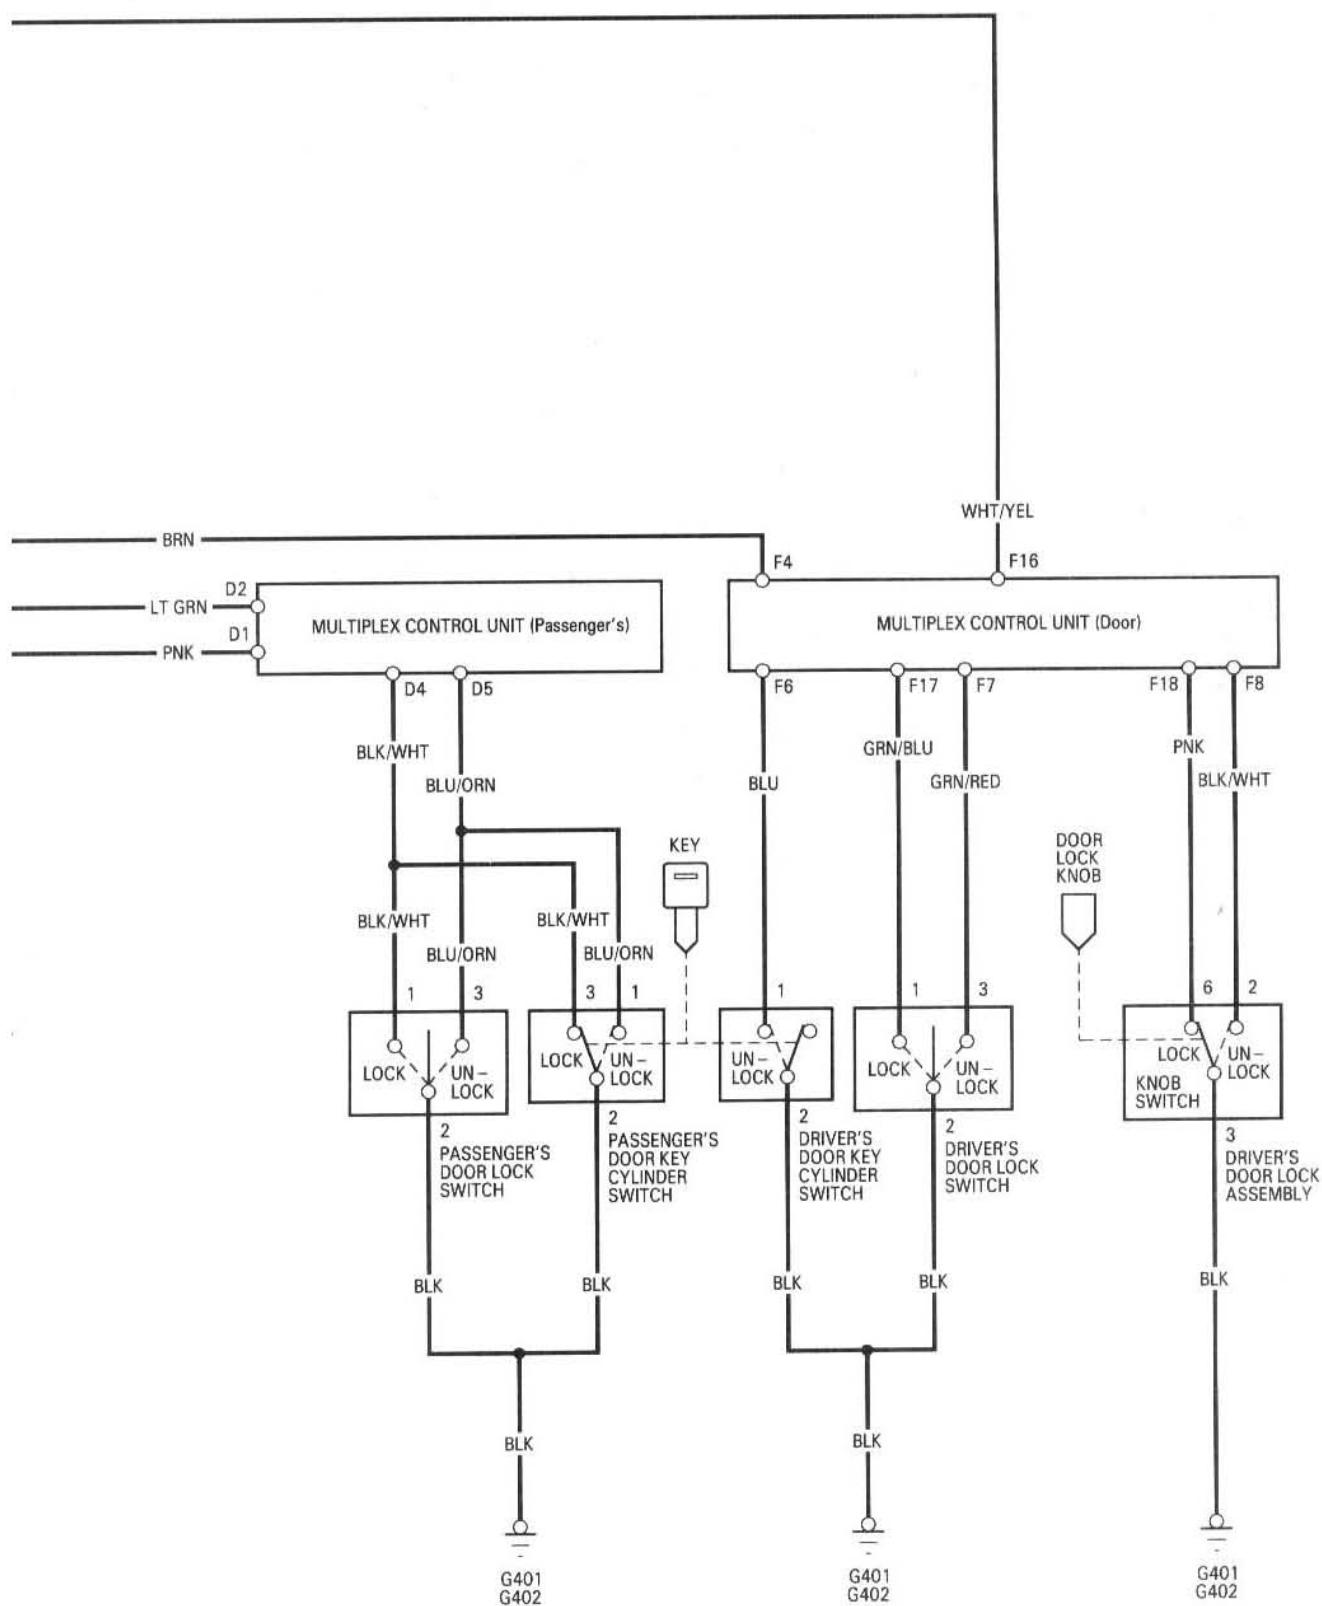 WHT/YEL
BRN
F4
F16
D2
LT GRN
D1
PNK
MULTIPLEX CONTROL UNIT (Passenger's)
MULTIPLEX CONTROL UNIT (Door)
D4
D5
F6
F17
F7
F18
F8
BLK/WHT
BLU/ORN
BLU
GRN/BLU
GRN/RED
PNK
BLK/WHT
KEY
DOOR
LOCK
KNOB
BLK/WHT
BLU/ORN
BLK/WHT
BLU/ORN
1
3
3
1
1
1
3
6
2
LOCK
UN-
LOCK
LOCK
UN-
LOCK
UN-
LOCK
LOCK
UN-
LOCK
LOCK
UN-
LOCK
KNOB
SWITCH
2
PASSENGER'S
DOOR LOCK
SWITCH
2
PASSENGER'S
DOOR KEY
CYLINDER
SWITCH
2
DRIVER'S
DOOR KEY
CYLINDER
SWITCH
2
DRIVER'S
DOOR LOCK
SWITCH
3
DRIVER'S
DOOR LOCK
ASSEMBLY
BLK
BLK
BLK
BLK
BLK
BLK
BLK
G401
G402
G401
G402
G401
G402